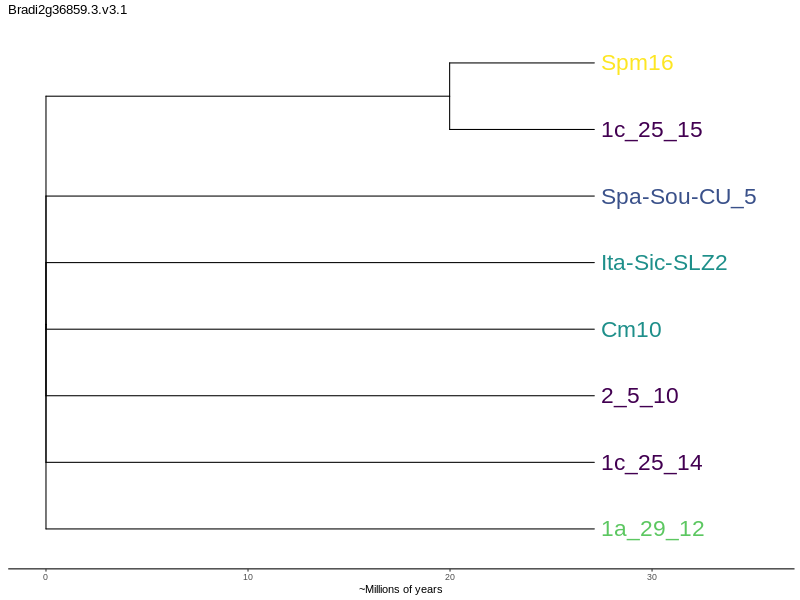 Bradi2g36859.3.v3.1
Spm16
1c_25_15
Spa-Sou-CU_5
Ita-Sic-SLZ2
Cm10
2_5_10
1c_25_14
1a_29_12
0 10 20 30
~Millions of years